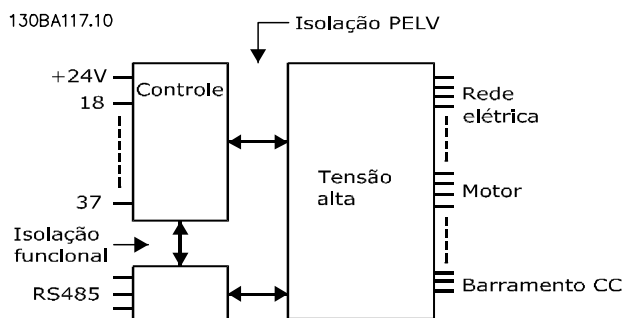 130BA117.10
Isolação PELV
+24V
18
37
Controle
Tensão
alta
Rede
elétrica
Motor
Barramento CC
Isolação
funcional
RS485